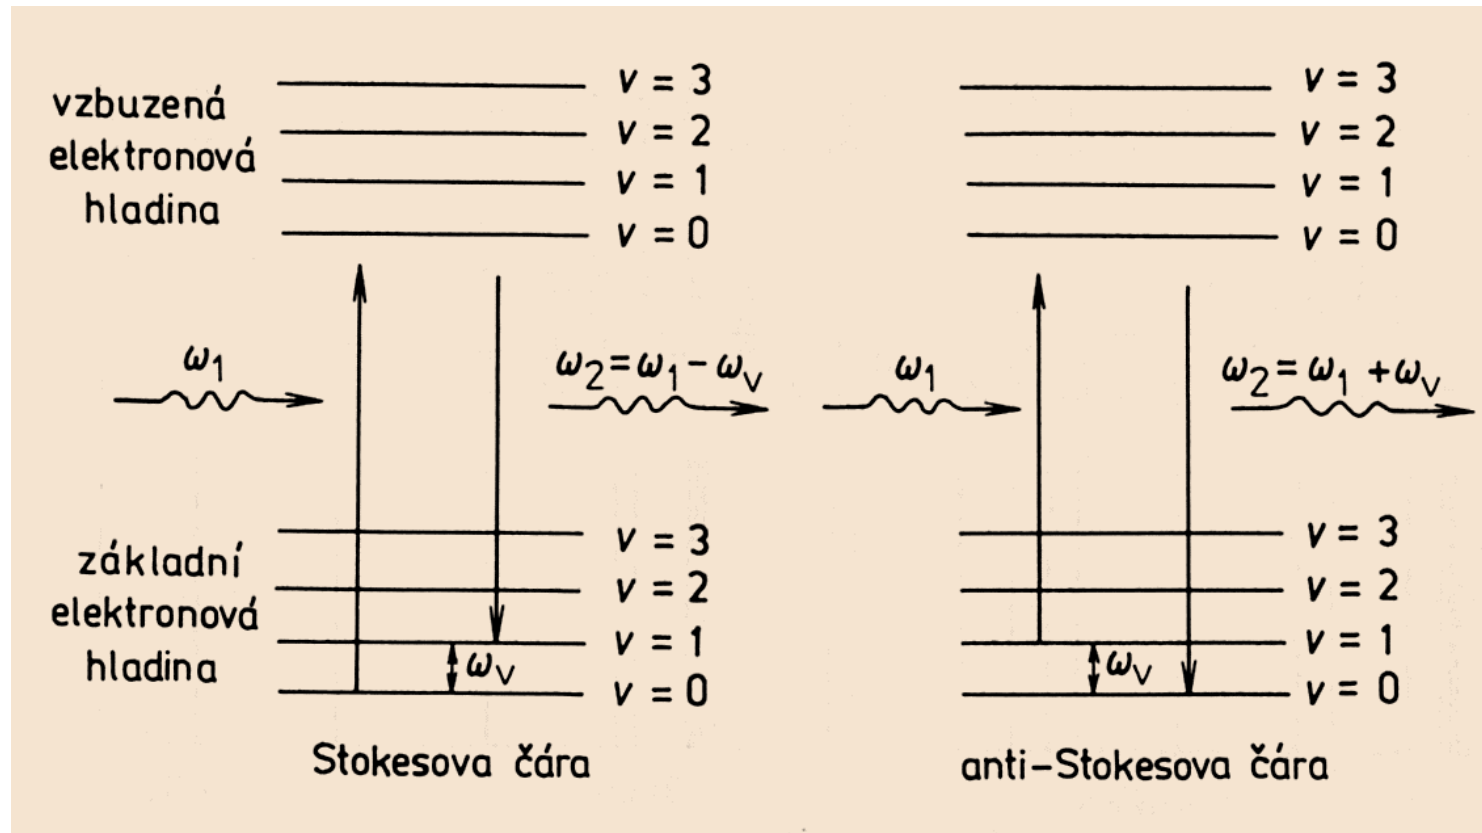 vzbuzená
elektronová
hladina
v = 3
v = 2
v = 1
v = 0
ω1
ω2=ω1-ωv
základní
elektronová
hladina
v = 3
v = 2
v = 1
v = 0
ωv
Stokesova čára
v = 3
v = 2
v = 1
v = 0
ω1
ω2=ω1+ωv
v = 3
v = 2
v = 1
v = 0
ωv
anti-Stokesova čára